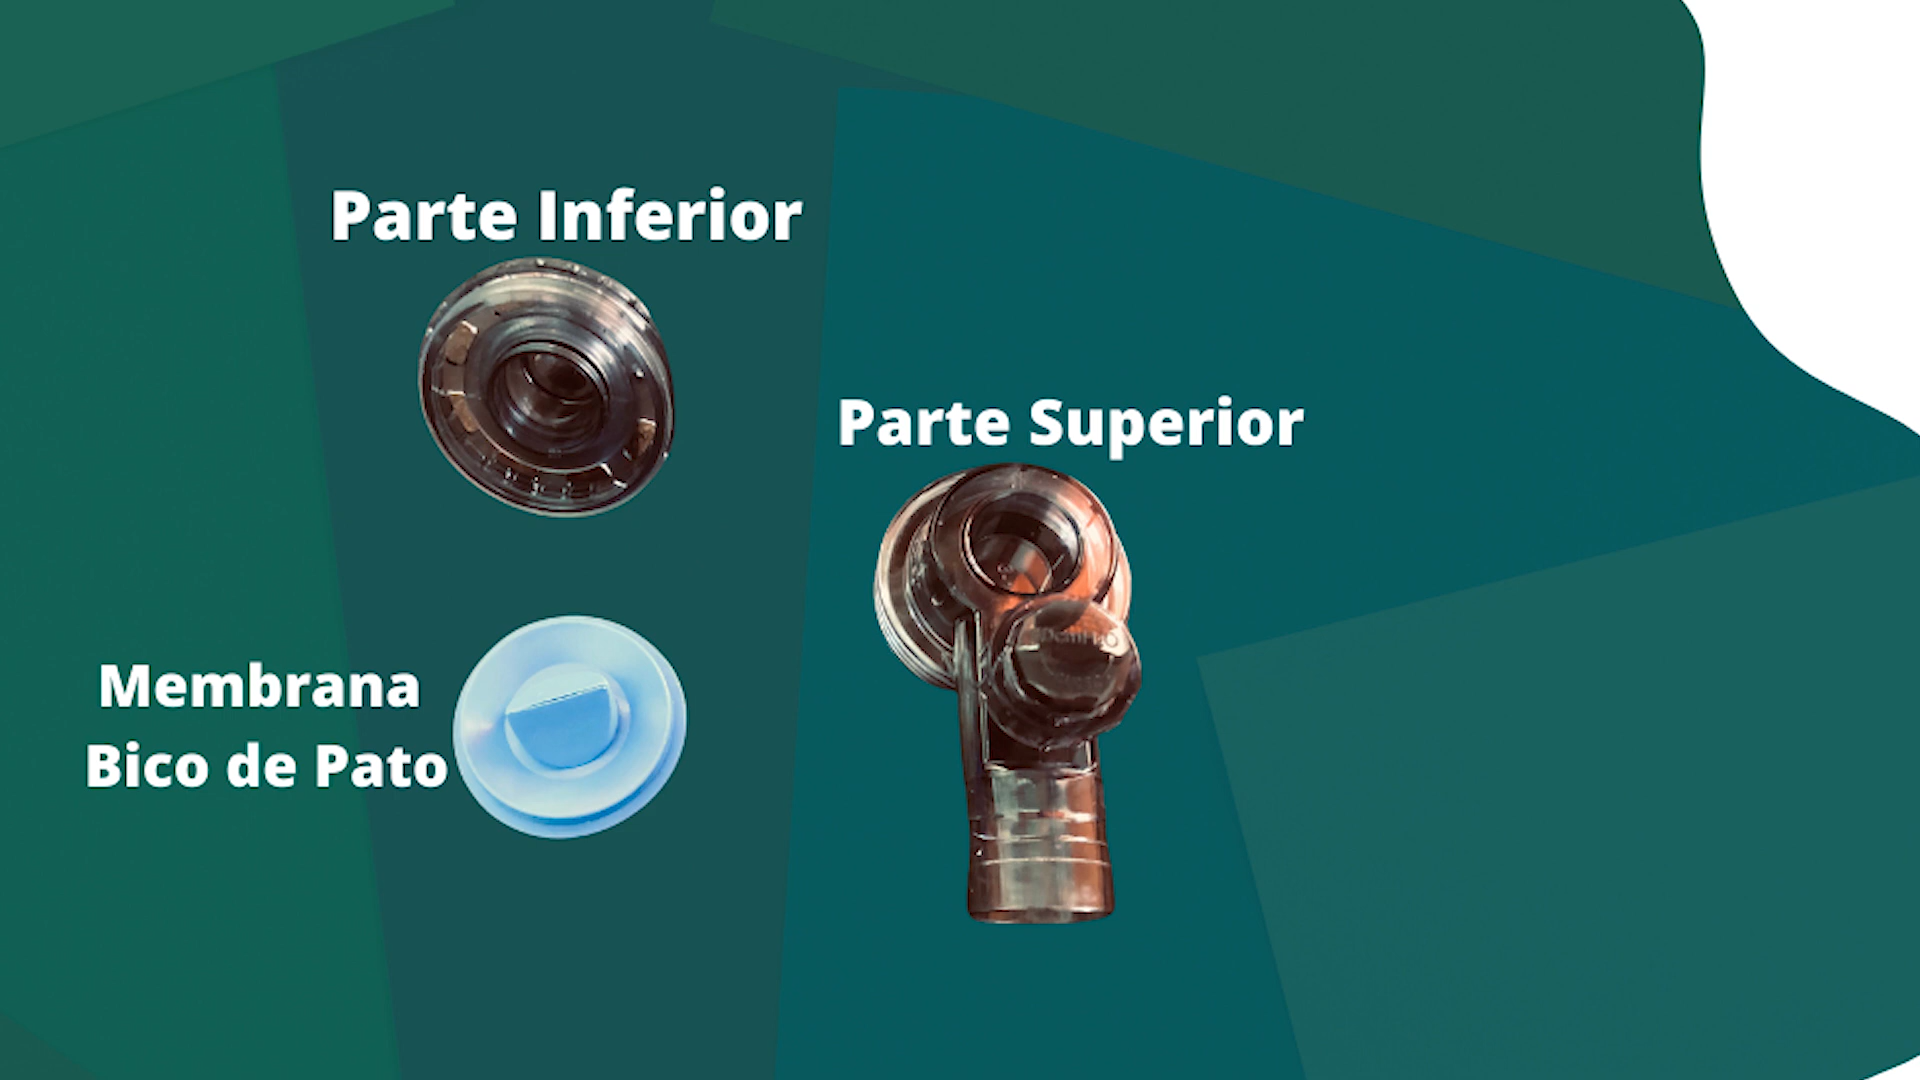 Parte Inferior
Parte Superior
Membrana
Bico de Pato